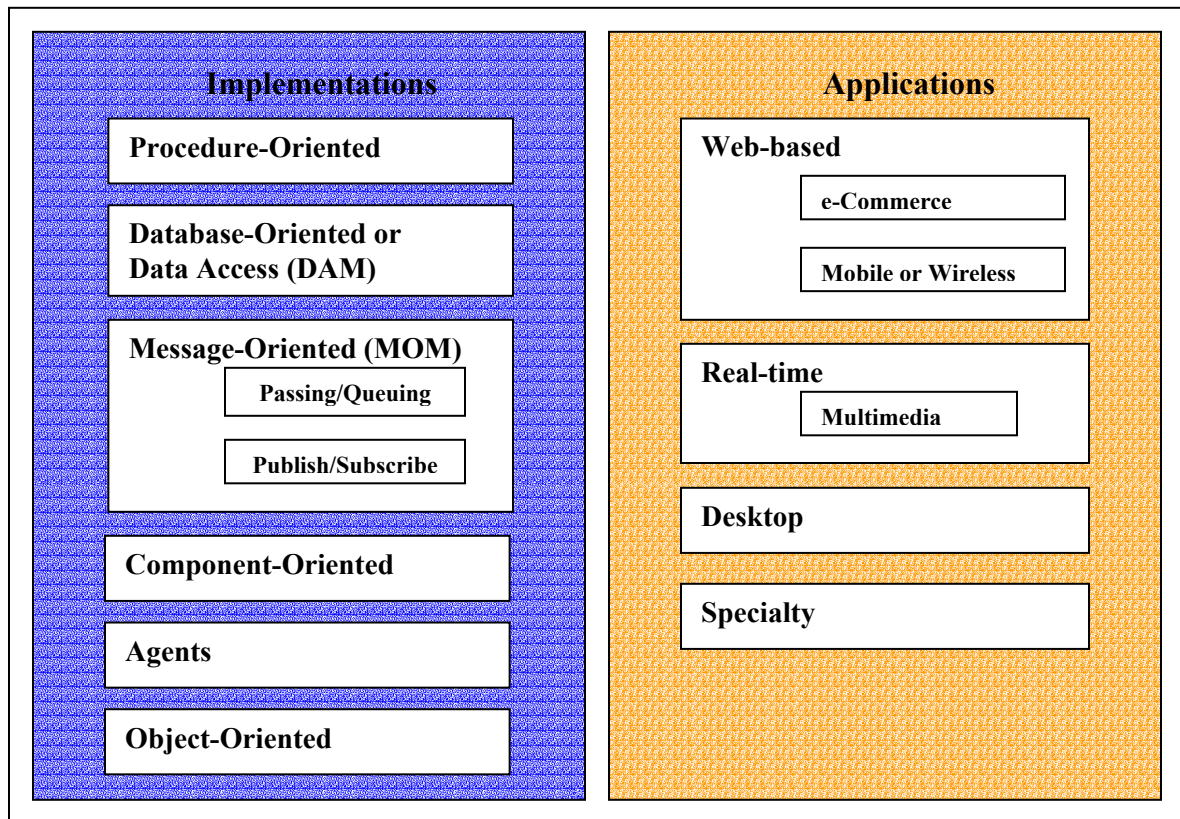 Implementations
Procedure-Oriented
Database-Oriented or
Data Access (DAM)
Message-Oriented (MOM)
Passing/Queuing
Publish/Subscribe
Component-Oriented
Agents
Object-Oriented
Applications
Web-based
e-Commerce
Mobile or Wireless
Real-time
Multimedia
Desktop
Specialty